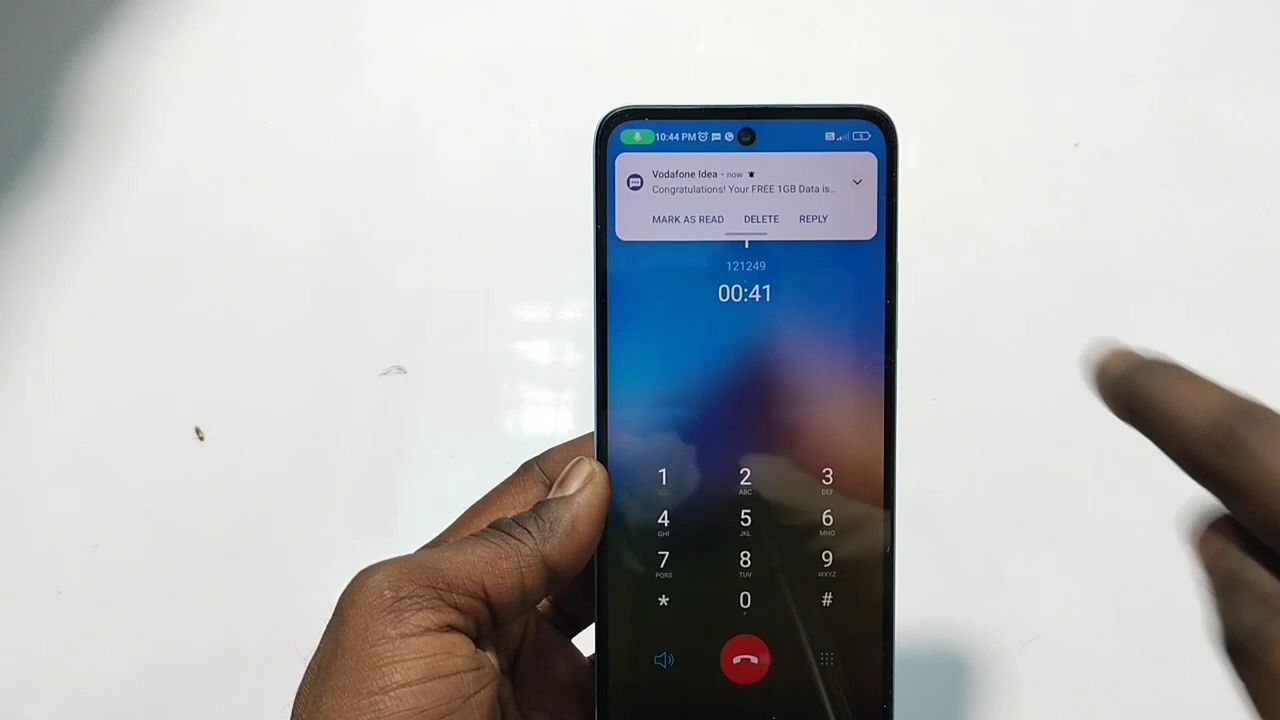 10:44 PM
Vodafone Idea • now
Congratulations! Your FREE 1GB Data is...
MARK AS READ DELETE REPLY
121249
00:41
1 2 3
ABC DEF
4 5 6
GHI JKL MNO
7 8 9
PQRS TUV WXYZ
* 0 #